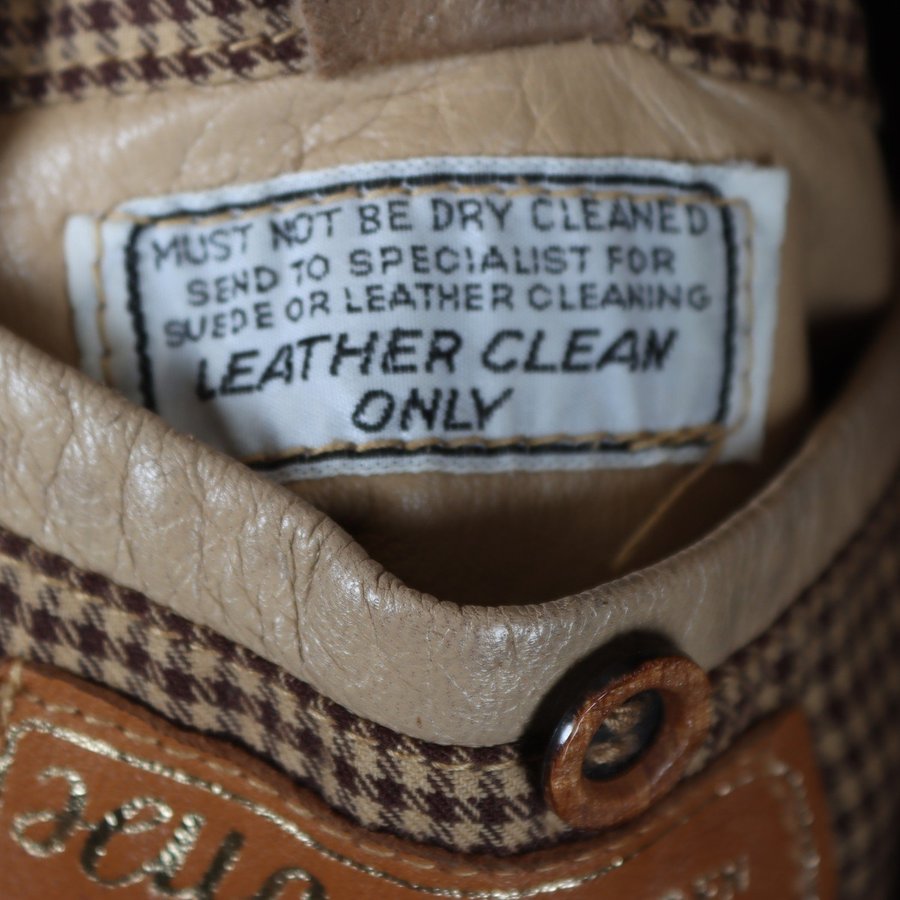 MUST NOT BE DRY CLEANED
SEND TO SPECIALIST FOR
SUEDE OR LEATHER CLEANING
LEATHER CLEAN
ONLY